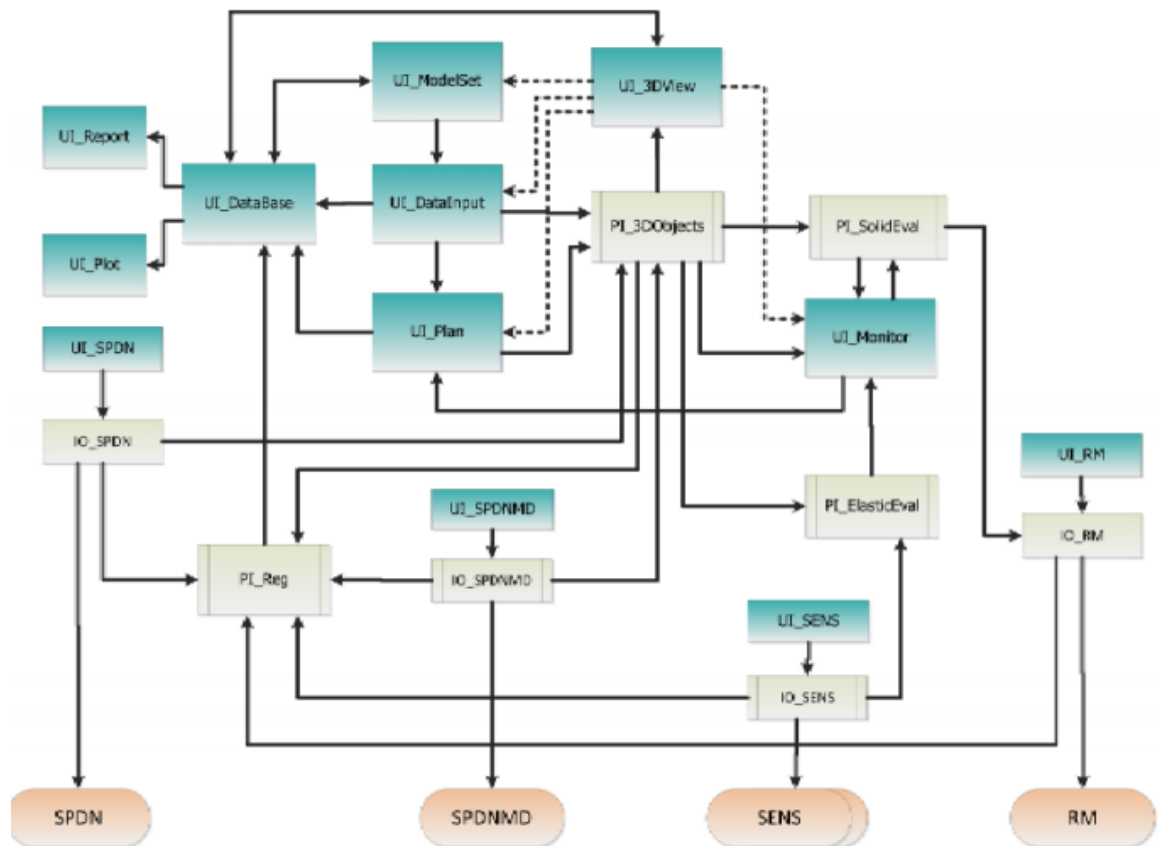 UI_ModelSet
UI_3DView
UI_Report
UI_DataBase
UI_DataInput
PI_3DObjects
PI_SolidEval
UI_Plot
UI_Plan
UI_Monitor
UI_SPDN
IO_SPDN
UI_RM
UI_SPDNMD
PI_ElasticEval
IO_RM
PI_Reg
IO_SPDNMD
UI_SENS
IO_SENS
SPDN
SPDNMD
SENS
RM